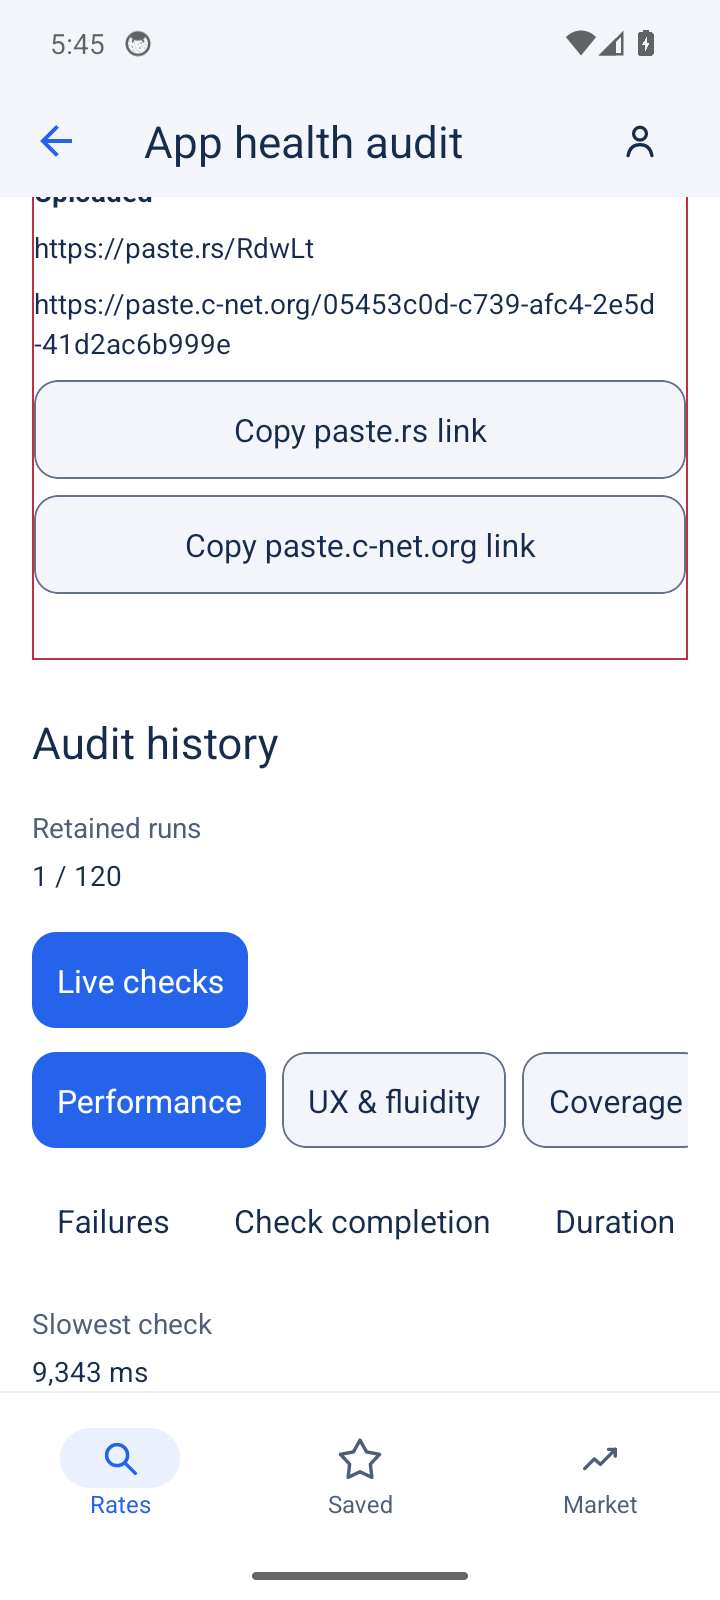 5:45
App health audit
Uploaded
https://paste.rs/RdwLt
https://paste.c-net.org/05453c0d-c739-afc4-2e5d
-41d2ac6b999e
Copy paste.rs link
Copy paste.c-net.org link
Audit history
Retained runs
1 / 120
Live checks
Performance
UX & fluidity
Coverage
Failures
Check completion
Duration
Slowest check
9,343 ms
Rates
Saved
Market